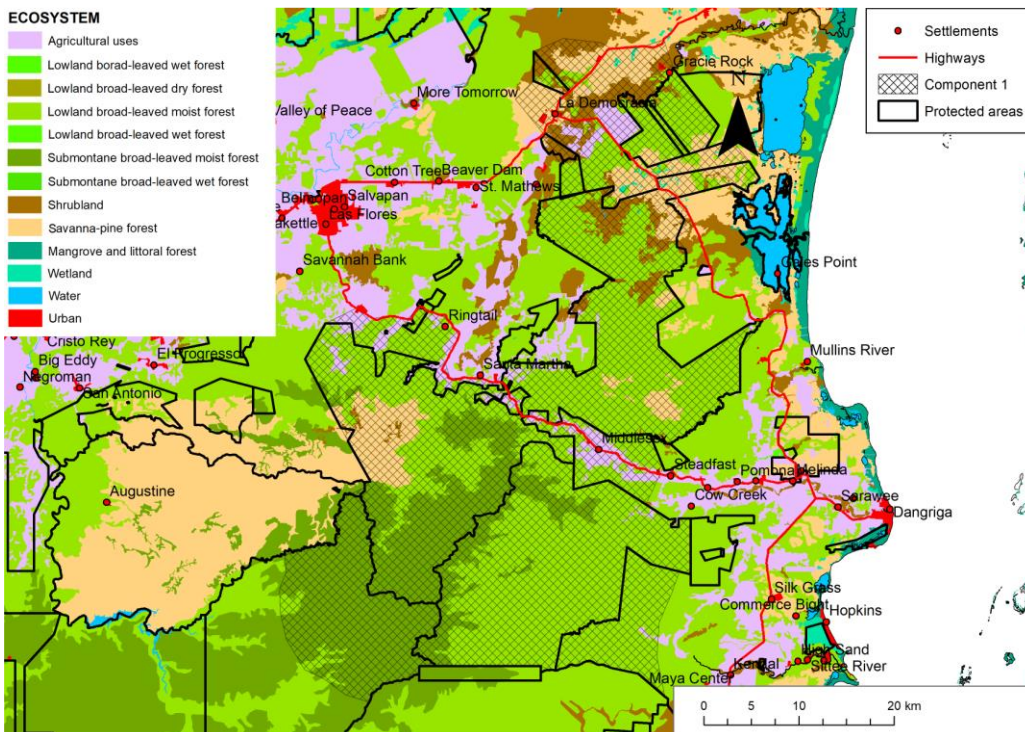 ECOSYSTEM
Agricultural uses
Lowland borad-leaved wet forest
Lowland broad-leaved dry forest
Lowland broad-leaved moist forest
Lowland broad-leaved wet forest
Submontane broad-leaved moist forest
Submontane broad-leaved wet forest
Shrubland
Savanna-pine forest
Mangrove and littoral forest
Wetland
Water
Urban
Settlements
Highways
Component 1
Protected areas
N
Gracie Rock
More Tomorrow
La Democracia
Valley of Peace
Cotton Tree
Beaver Dam
St. Mathews
Belmopan
Salvapan
Las Flores
Savannah Bank
Gales Point
Ringtail
Cristo Rey
El Progresso
Big Eddy
Negroman
San Antonio
Santa Martha
Mullins River
Middlesex
Steadfast
Pomona
Melinda
Augustine
Cow Creek
Sarawee
Dangriga
Silk Grass
Commerce Bight
Hopkins
High Sand
Kendal
Sittee River
Maya Center
0 5 10 20 km